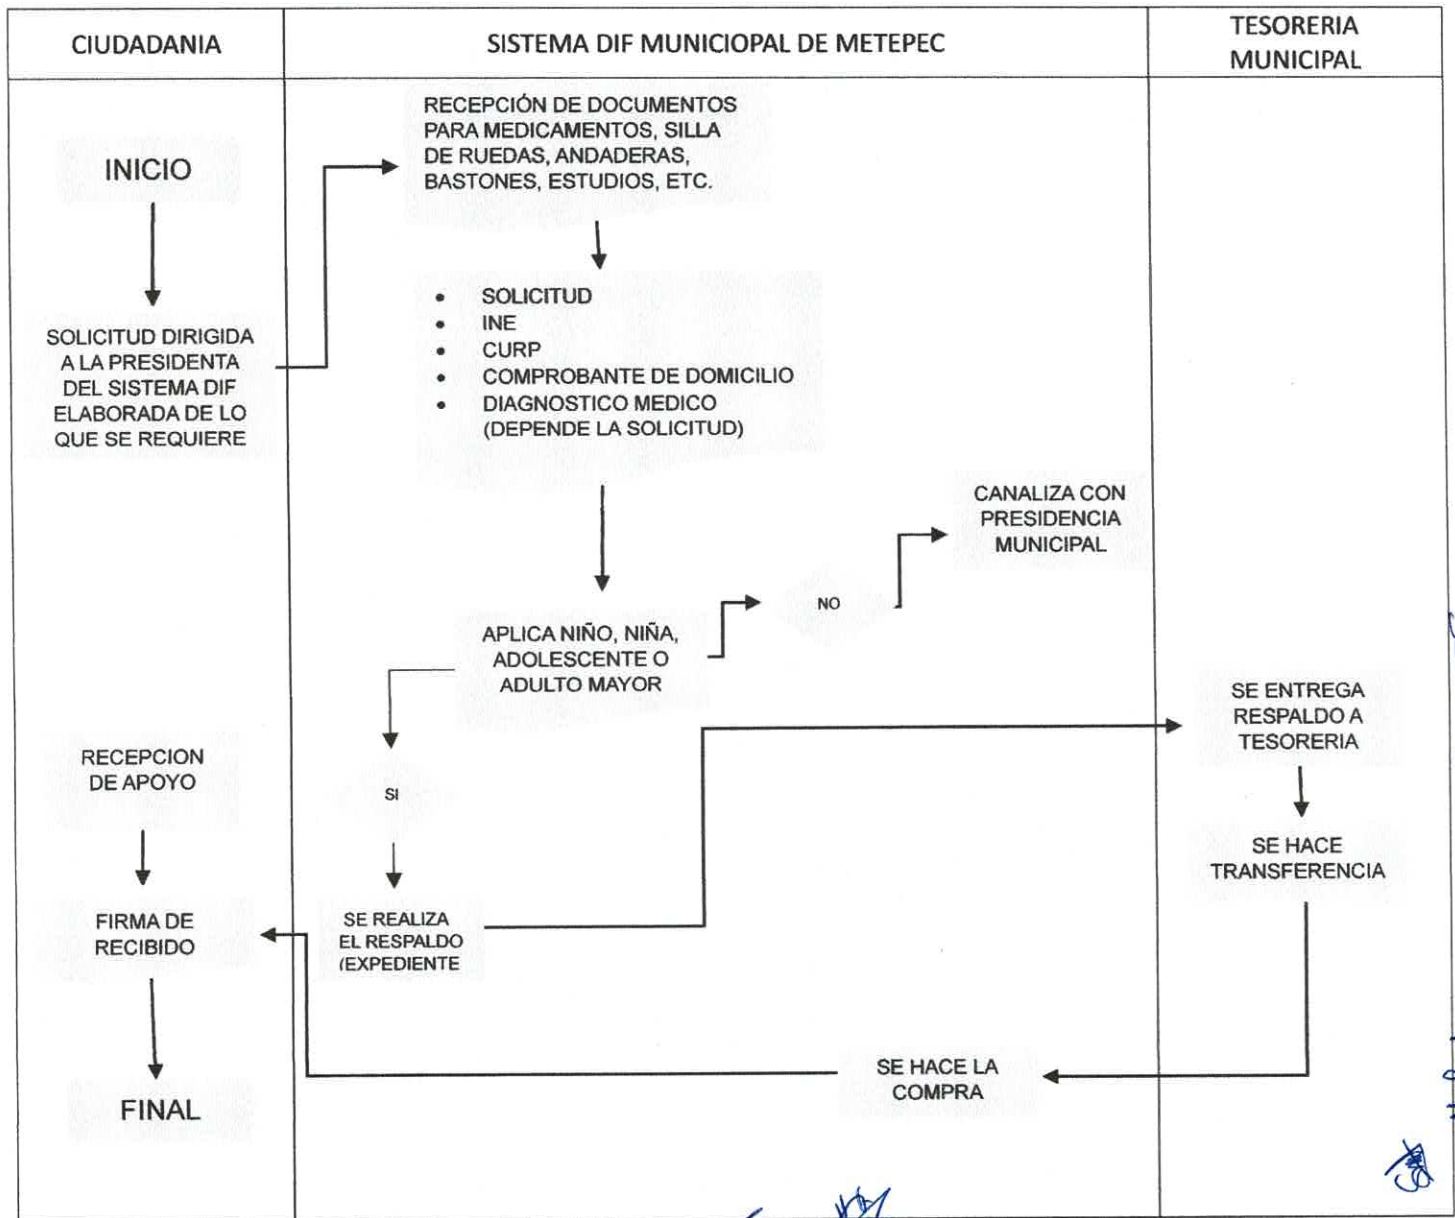 CIUDADANIA
SISTEMA DIF MUNICIOPAL DE METEPEC
TESORERIA
MUNICIPAL
INICIO
SOLICITUD DIRIGIDA
A LA PRESIDENTA
DEL SISTEMA DIF
ELABORADA DE LO
QUE SE REQUIERE
RECEPCIÓN DE DOCUMENTOS
PARA MEDICAMENTOS, SILLA
DE RUEDAS, ANDADERAS,
BASTONES, ESTUDIOS, ETC.
• SOLICITUD
• INE
• CURP
• COMPROBANTE DE DOMICILIO
• DIAGNOSTICO MEDICO
(DEPENDE LA SOLICITUD)
APLICA NIÑO, NIÑA,
ADOLESCENTE O
ADULTO MAYOR
NO
CANALIZA CON
PRESIDENCIA
MUNICIPAL
SI
SE REALIZA
EL RESPALDO
(EXPEDIENTE
SE ENTREGA
RESPALDO A
TESORERIA
SE HACE
TRANSFERENCIA
SE HACE LA
COMPRA
RECEPCION
DE APOYO
FIRMA DE
RECIBIDO
FINAL